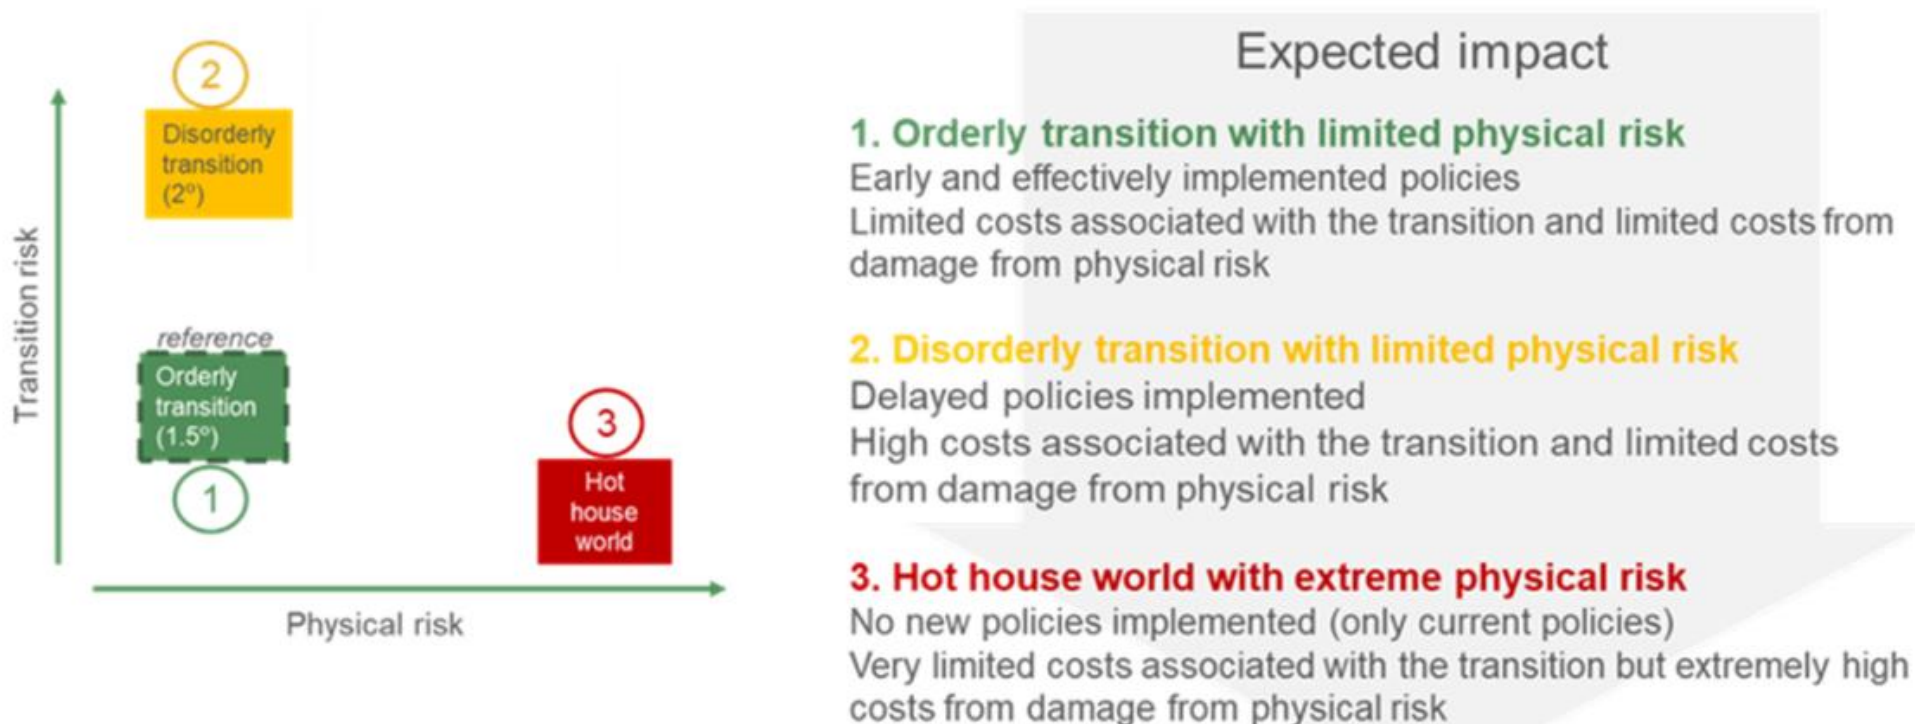 2
Disorderly
transition
(2º)
Transition risk
reference
Orderly
transition
(1.5º)
1
3
Hot
house
world
Physical risk
Expected impact
1. Orderly transition with limited physical risk
Early and effectively implemented policies
Limited costs associated with the transition and limited costs from
damage from physical risk
2. Disorderly transition with limited physical risk
Delayed policies implemented
High costs associated with the transition and limited costs
from damage from physical risk
3. Hot house world with extreme physical risk
No new policies implemented (only current policies)
Very limited costs associated with the transition but extremely high
costs from damage from physical risk